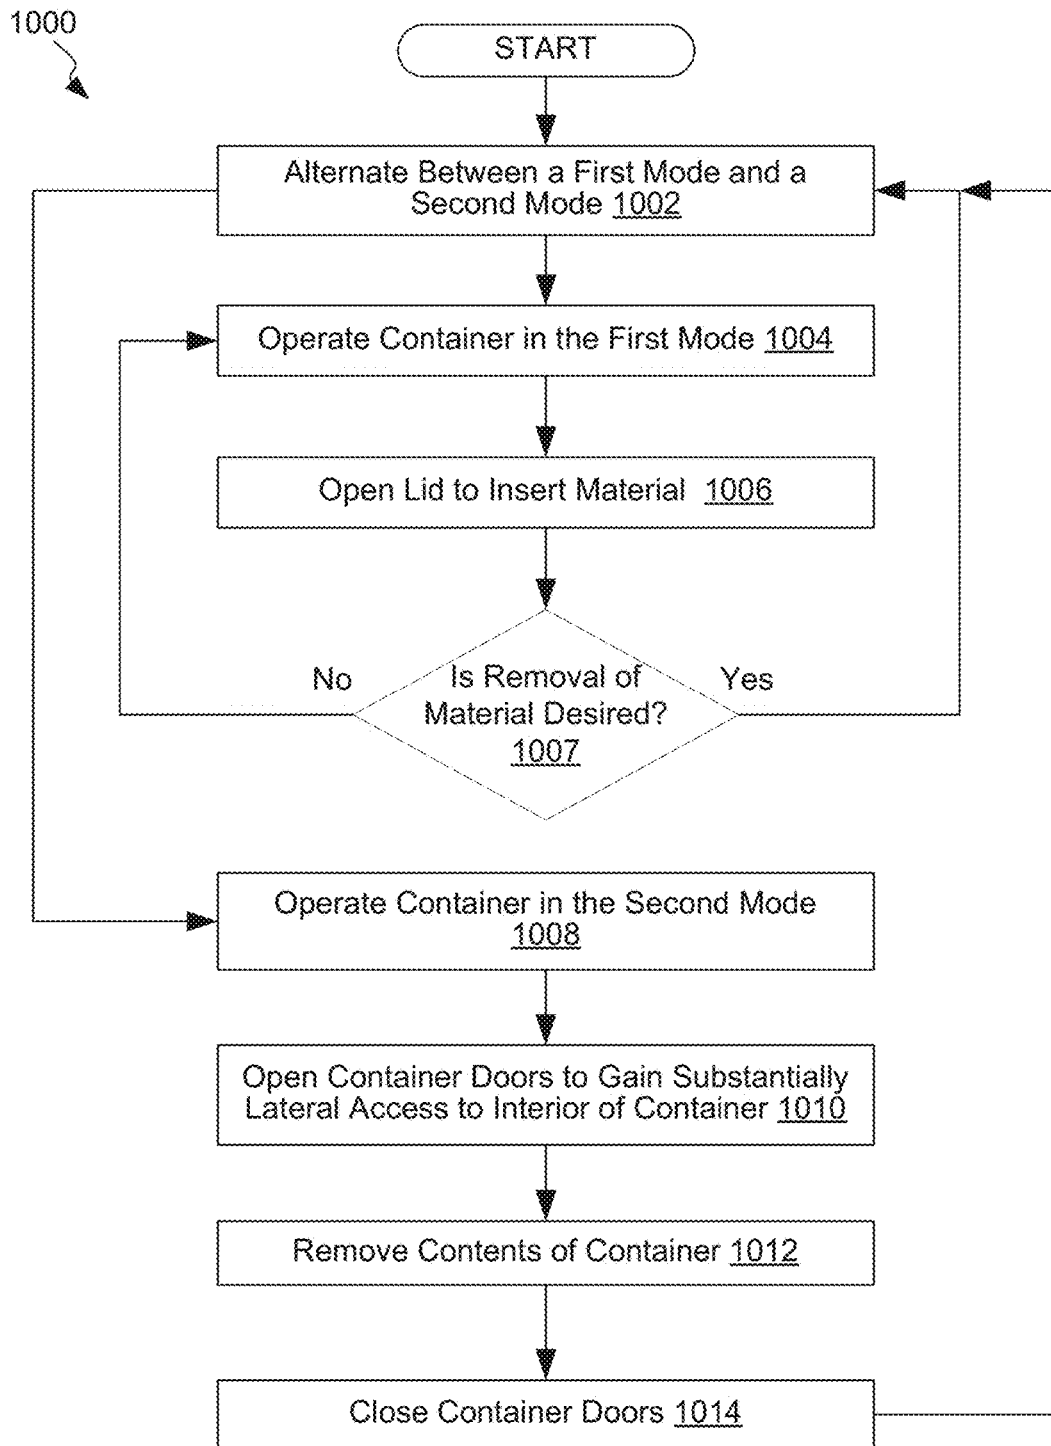 1000
START
Alternate Between a First Mode and a
Second Mode 1002
Operate Container in the First Mode 1004
Open Lid to Insert Material 1006
No
Is Removal of
Material Desired?
1007
Yes
Operate Container in the Second Mode
1008
Open Container Doors to Gain Substantially
Lateral Access to Interior of Container 1010
Remove Contents of Container 1012
Close Container Doors 1014